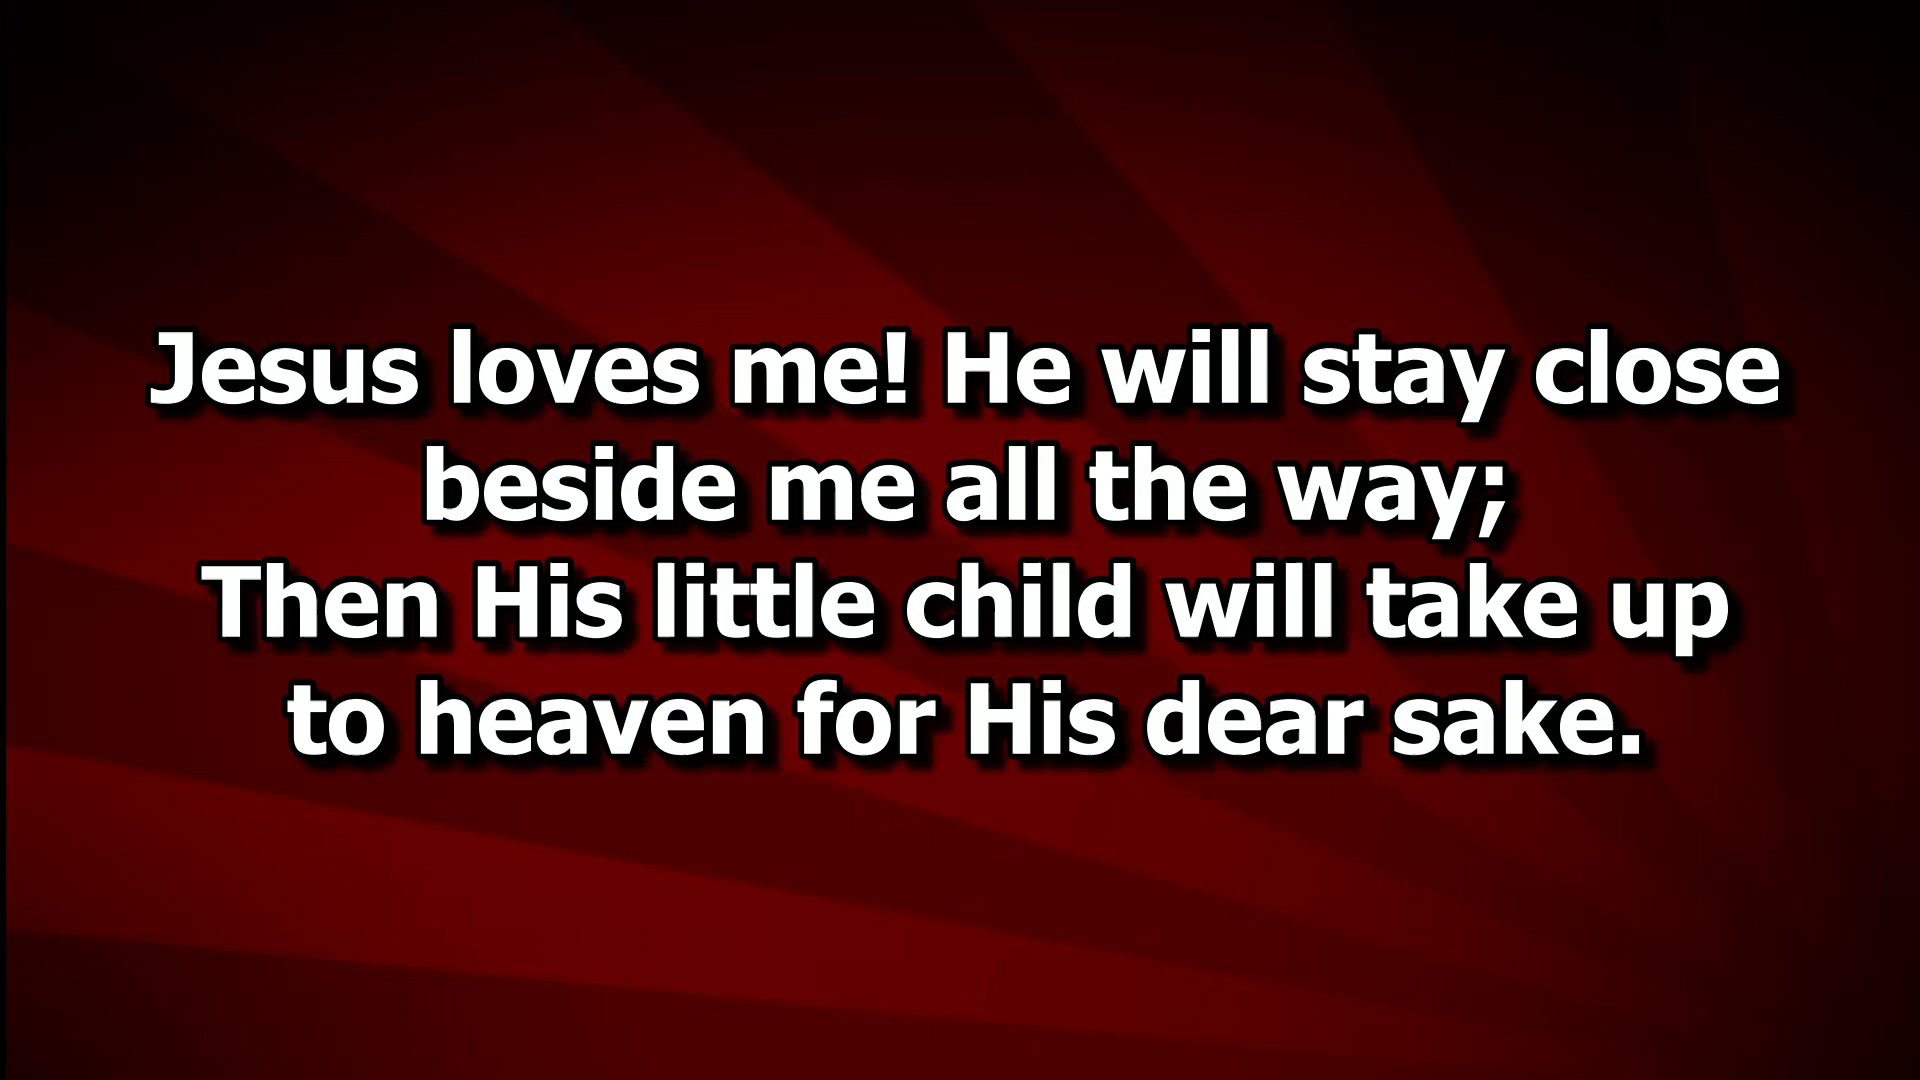 Jesus loves me! He will stay close
beside me all the way;
Then His little child will take up
to heaven for His dear sake.